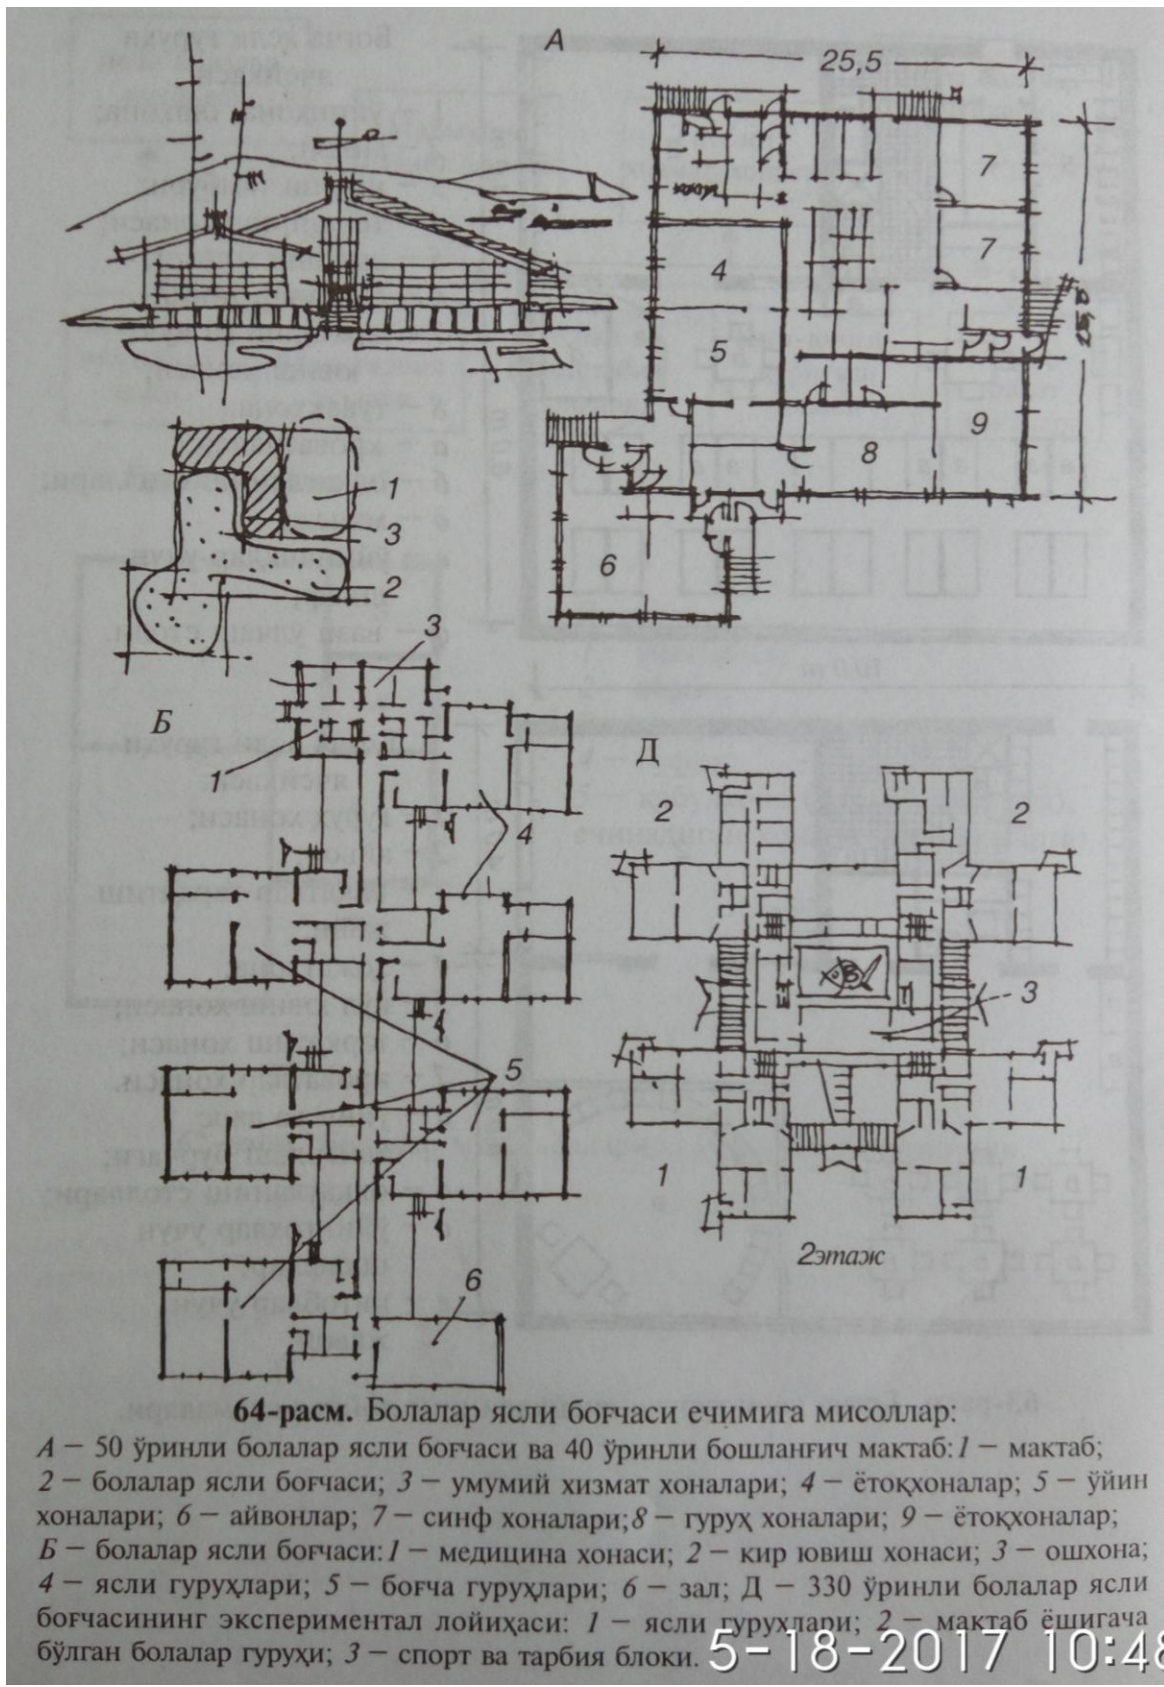 А
25,5
7
7
4
5
9
8
6
1
3
2
3
Б
1
Д
2
2
4
3
5
1
1
2этаж
6
64-расм. Болалар ясли боғчаси ечимига мисоллар:
А — 50 ўринли болалар ясли боғчаси ва 40 ўринли бошланғич мактаб: 1 — мактаб;
2 — болалар ясли боғчаси; 3 — умумий хизмат хоналари; 4 — ётоқхоналар; 5 — ўйин
хоналари; 6 — айвонлар; 7 — синф хоналари;8 — гуруҳ хоналари; 9 — ётоқхоналар;
Б — болалар ясли боғчаси: 1 — медицина хонаси; 2 — кир ювиш хонаси; 3 — ошхона;
4 — ясли гуруҳлари; 5 — боғча гуруҳлари; 6 — зал; Д — 330 ўринли болалар ясли
боғчасининг экспериментал лойиҳаси: 1 — ясли гуруҳлари; 2 — мактаб ёшигача
бўлган болалар гуруҳи; 3 — спорт ва тарбия блоки.
5-18-2017 10:48